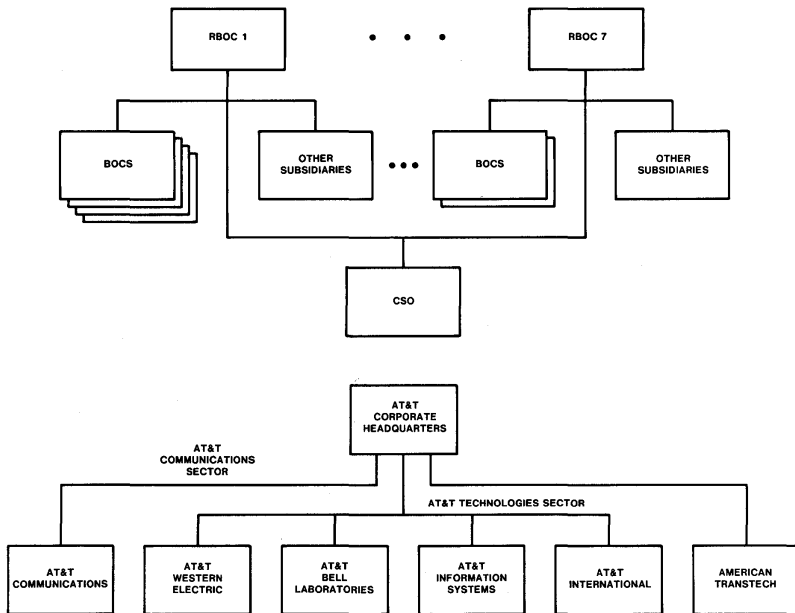 RBOC 1
RBOC 7
BOCS
OTHER
SUBSIDIARIES
BOCS
OTHER
SUBSIDIARIES
CSO
AT&T
CORPORATE
HEADQUARTERS
AT&T
COMMUNICATIONS
SECTOR
AT&T TECHNOLOGIES SECTOR
AT&T
COMMUNICATIONS
AT&T
WESTERN
ELECTRIC
AT&T
BELL
LABORATORIES
AT&T
INFORMATION
SYSTEMS
AT&T
INTERNATIONAL
AMERICAN
TRANSTECH